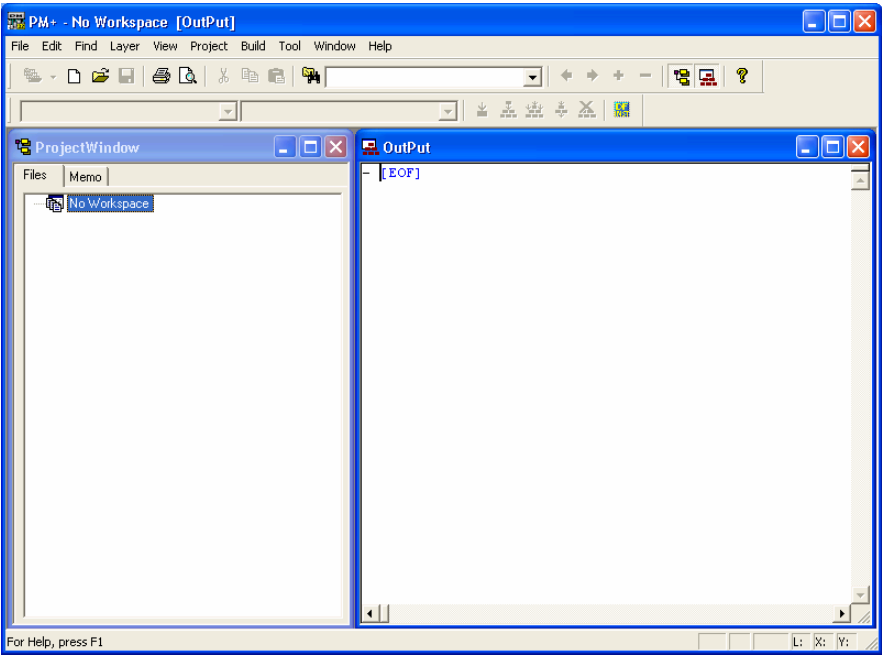 PM+ - No Workspace [OutPut]
File Edit Find Layer View Project Build Tool Window Help
ProjectWindow
OutPut
Files Memo
[EOF]
No Workspace
For Help, press F1
L: X: Y: